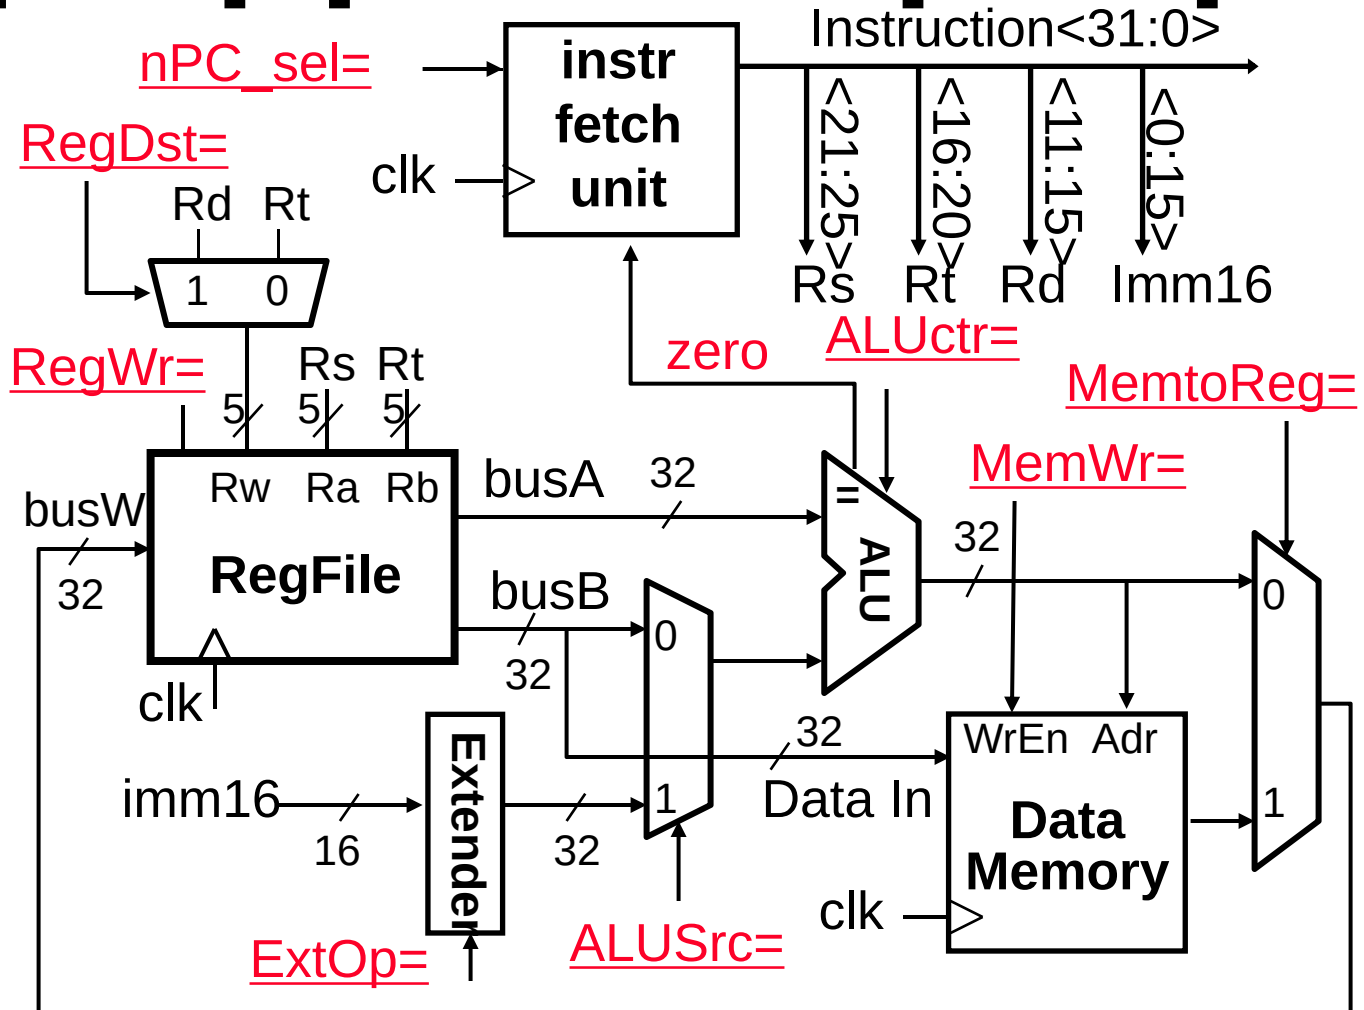 Instruction<31:0>
nPC_sel=
instr
fetch
unit
clk
RegDst=
Rd Rt
1 0
<21:25>
<16:20>
<11:15>
<0:15>
Rs Rt Rd Imm16
zero
ALUctr=
MemtoReg=
MemWr=
RegWr=
Rs Rt
5 5 5
Rw Ra Rb
RegFile
busW
32
clk
busA
32
busB
32
=
ALU
32
0
1
imm16
16
Extender
32
ExtOp=
ALUSrc=
32
Data In
WrEn Adr
Data
Memory
clk
0
1